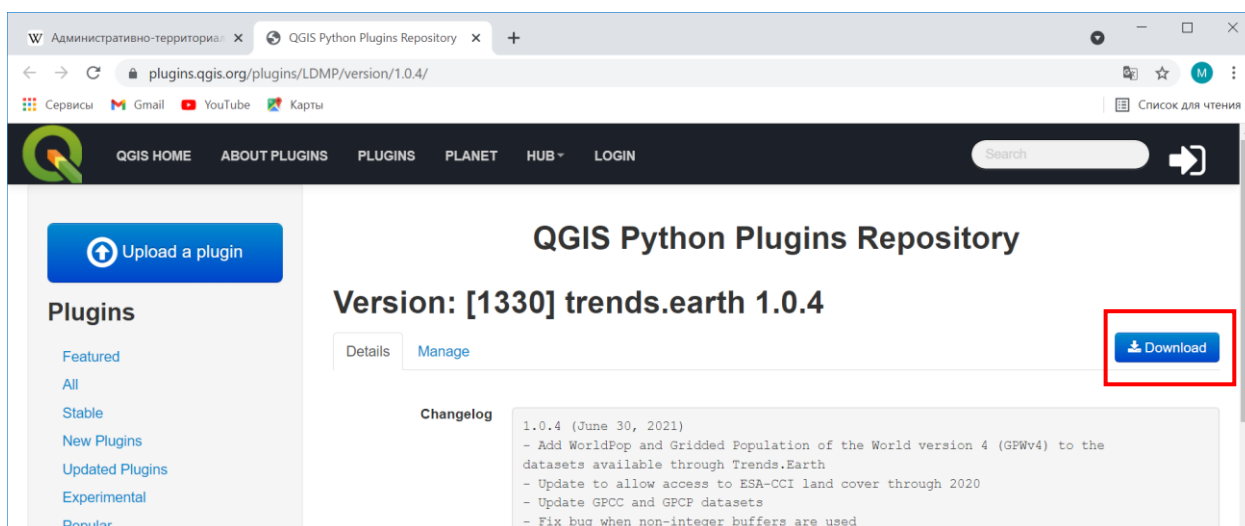 W Административно-территориал
QGIS Python Plugins Repository
plugins.qgis.org/plugins/LDMP/version/1.0.4/
M
Сервисы Gmail YouTube Карты
Список для чтения
QGIS HOME ABOUT PLUGINS PLUGINS PLANET HUB LOGIN
Search
Upload a plugin
Plugins
Featured
All
Stable
New Plugins
Updated Plugins
Experimental
Popular
QGIS Python Plugins Repository
Version: [1330] trends.earth 1.0.4
Details Manage
Download
Changelog
1.0.4 (June 30, 2021)
- Add WorldPop and Gridded Population of the World version 4 (GPWv4) to the
datasets available through Trends.Earth
- Update to allow access to ESA-CCI land cover through 2020
- Update GPCC and GPCP datasets
- Fix bug when non-integer buffers are used